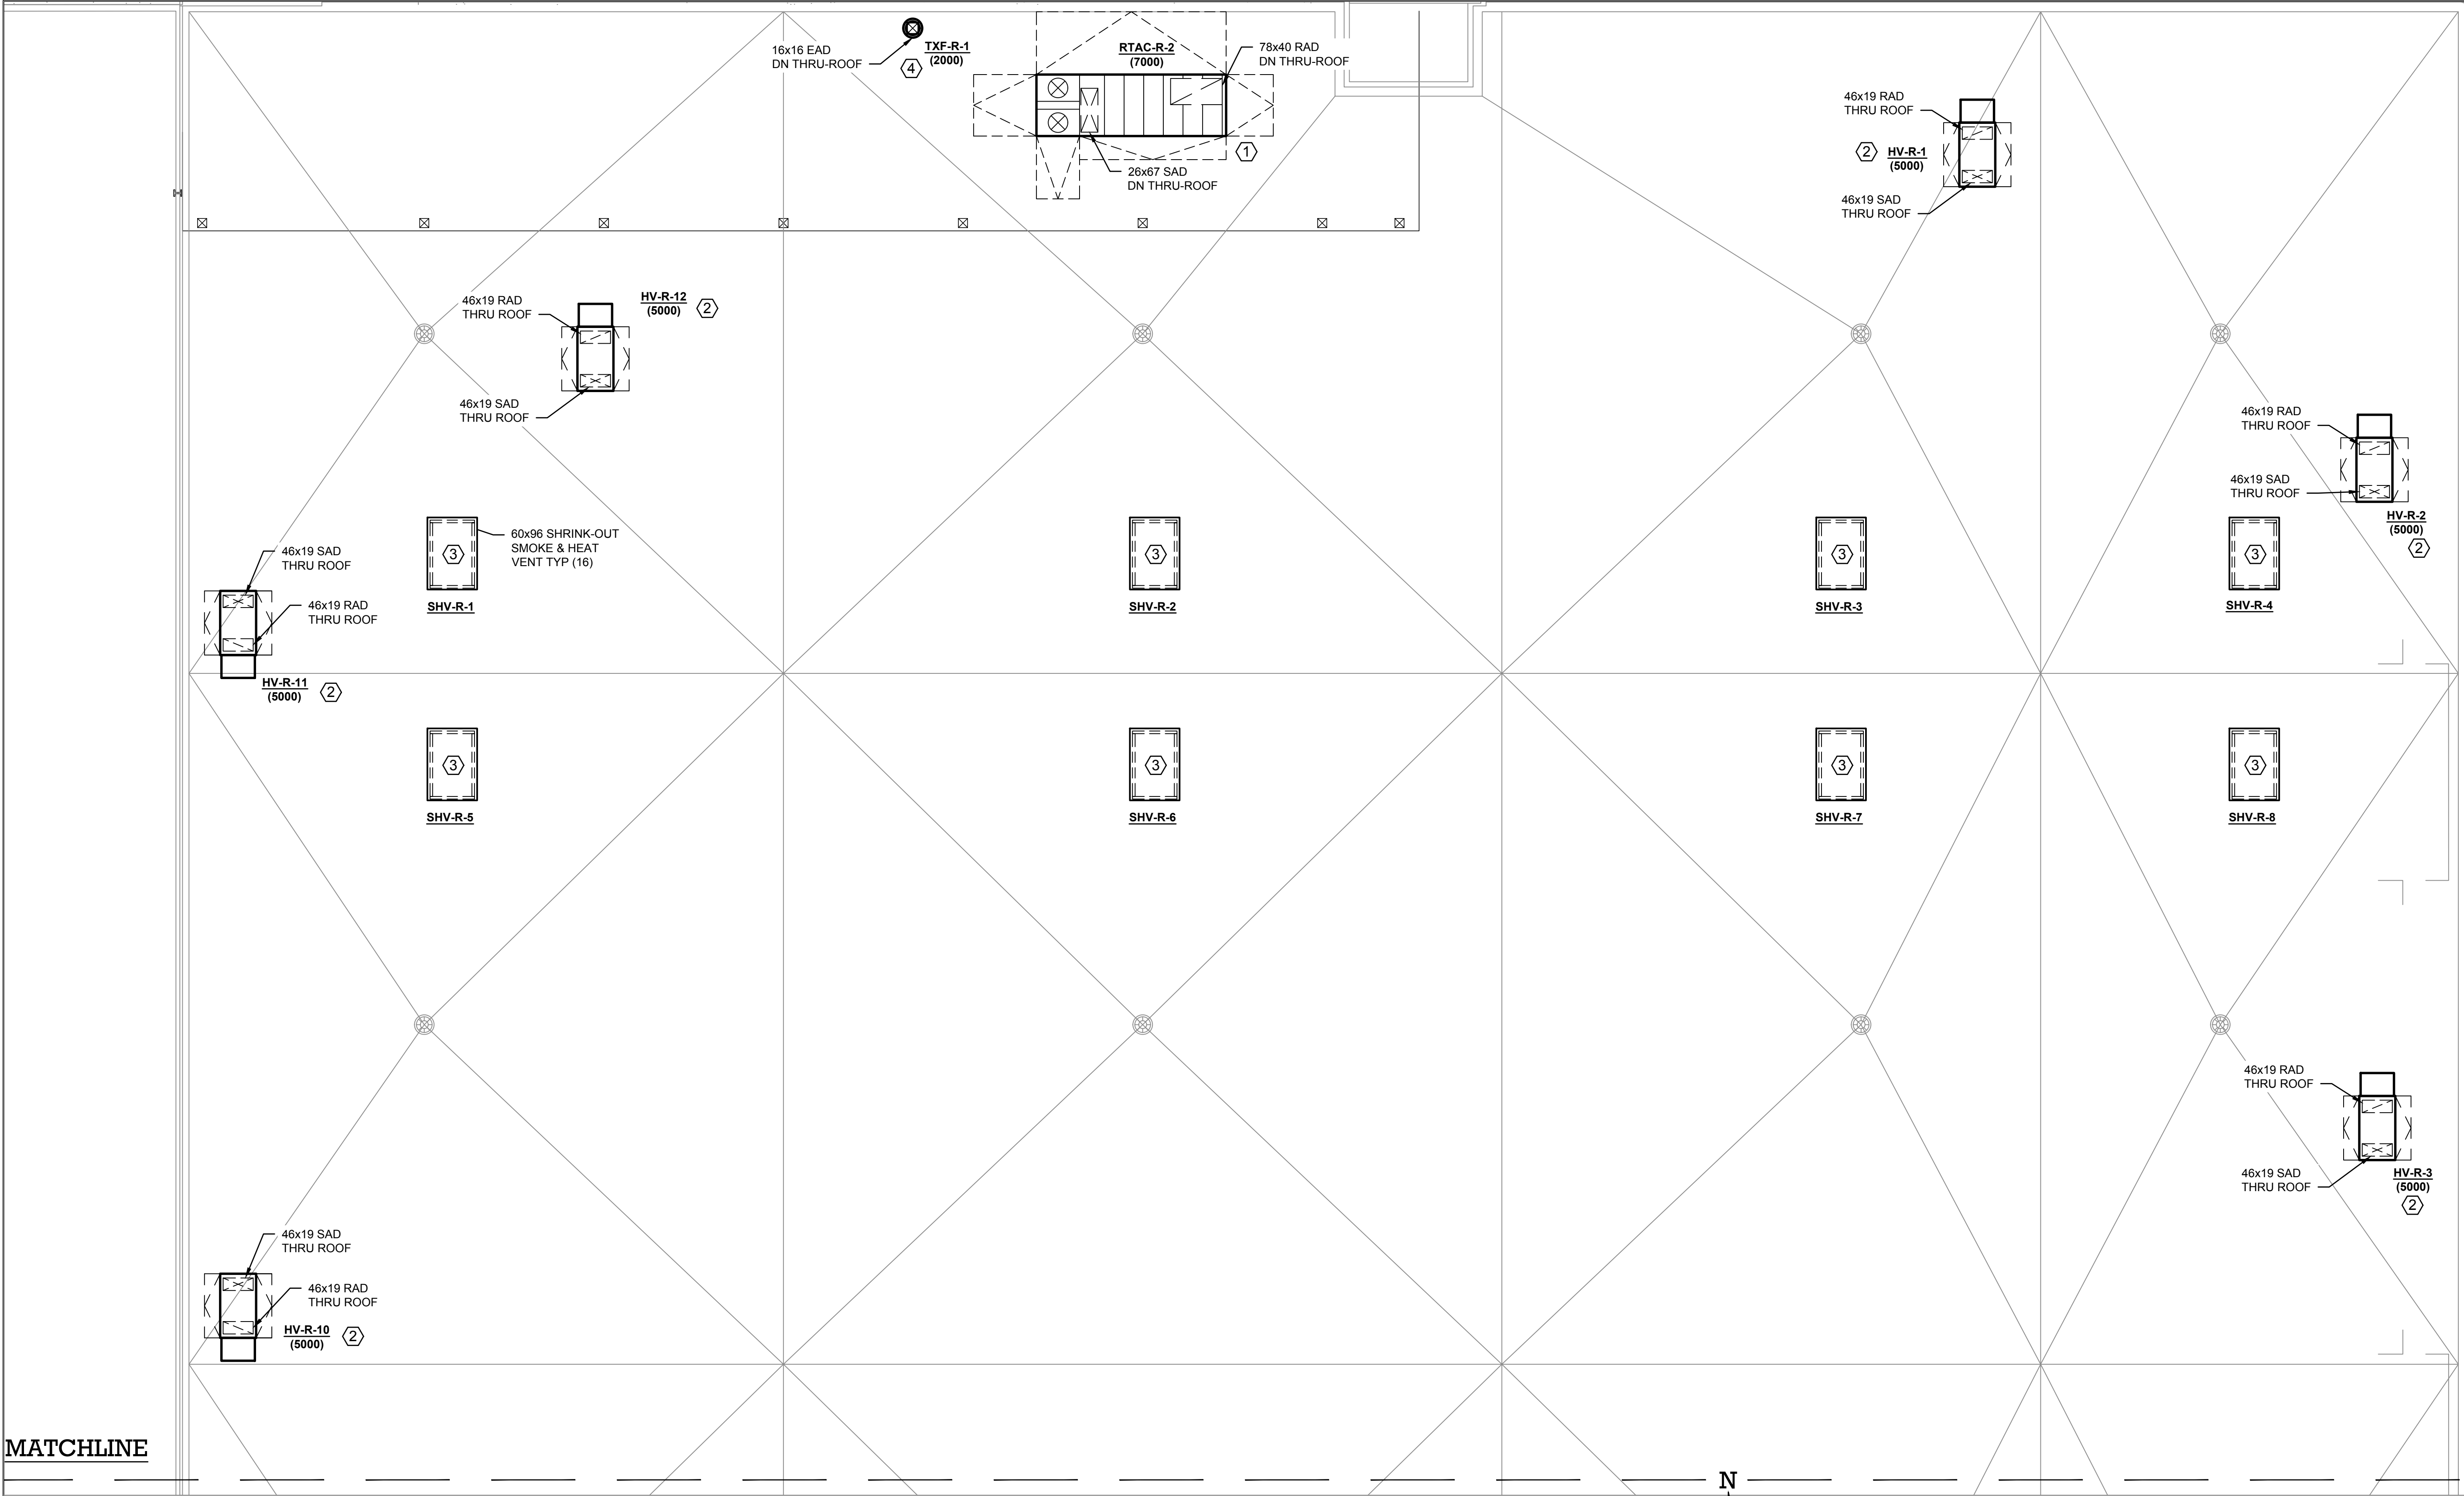 16x16 EAD
DN THRU-ROOF
TXF-R-1
(2000)
4
RTAC-R-2
(7000)
78x40 RAD
DN THRU-ROOF
1
26x67 SAD
DN THRU-ROOF
46x19 RAD
THRU ROOF
2
HV-R-1
(5000)
46x19 SAD
THRU ROOF
46x19 RAD
THRU ROOF
HV-R-12
(5000)
2
46x19 SAD
THRU ROOF
46x19 RAD
THRU ROOF
46x19 SAD
THRU ROOF
HV-R-2
(5000)
2
46x19 SAD
THRU ROOF
46x19 RAD
THRU ROOF
HV-R-11
(5000)
2
3
60x96 SHRINK-OUT
SMOKE & HEAT
VENT TYP (16)
SHV-R-1
3
SHV-R-2
3
SHV-R-3
3
SHV-R-4
3
SHV-R-5
3
SHV-R-6
3
SHV-R-7
3
SHV-R-8
46x19 RAD
THRU ROOF
46x19 SAD
THRU ROOF
HV-R-3
(5000)
2
46x19 SAD
THRU ROOF
46x19 RAD
THRU ROOF
HV-R-10
(5000)
2
MATCHLINE
N